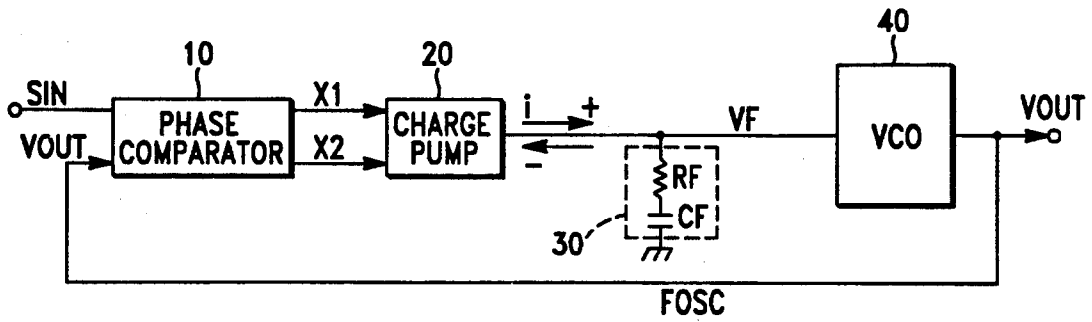 10
20
40
SIN
VOUT
PHASE
COMPARATOR
X1
X2
CHARGE
PUMP
i
+
-
VF
VCO
VOUT
RF
CF
30
FOSC